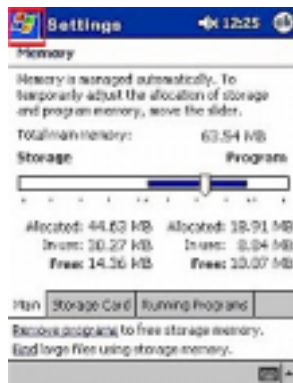 Settings 12:25
Memory
Memory is managed automatically. To
temporarily adjust the allocation of storage
and program memory, move the slider.
Total main memory: 63.54 MB
Storage Program
Allocated: 44.63 MB Allocated: 18.91 MB
In use: 30.27 MB In use: 8.84 MB
Free: 14.36 MB Free: 10.07 MB
Main Storage Card Running Programs
Remove programs to free storage memory.
Find large files using storage memory.